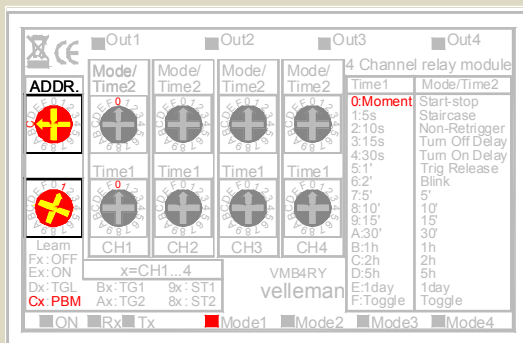 Out1 Out2 Out3 Out4
4 Channel relay module
ADDR.
Mode/Time2 Mode/Time2 Mode/Time2 Mode/Time2
Time1 Mode/Time2
0:Moment Start-stop
1:5s Staircase
2:10s Non-Retrigger
3:15s Turn Off Delay
4:30s Turn On Delay
5:1' Trig Release
6:2' Blink
7:5' 5'
8:10' 10'
9:15' 15'
A:30' 30'
B:1h 1h
C:2h 2h
D:5h 5h
E:1day 1day
F:Toggle Toggle
Time1 Time1 Time1 Time1
CH1 CH2 CH3 CH4
Learn
Fx:OFF
Ex:ON
Dx:TGL
Cx:PBM
x=CH1...4
Bx:TG1 9x:ST1
Ax:TG2 8x:ST2
VMB4RY
velleman
ON Rx Tx Mode1 Mode2 Mode3 Mode4